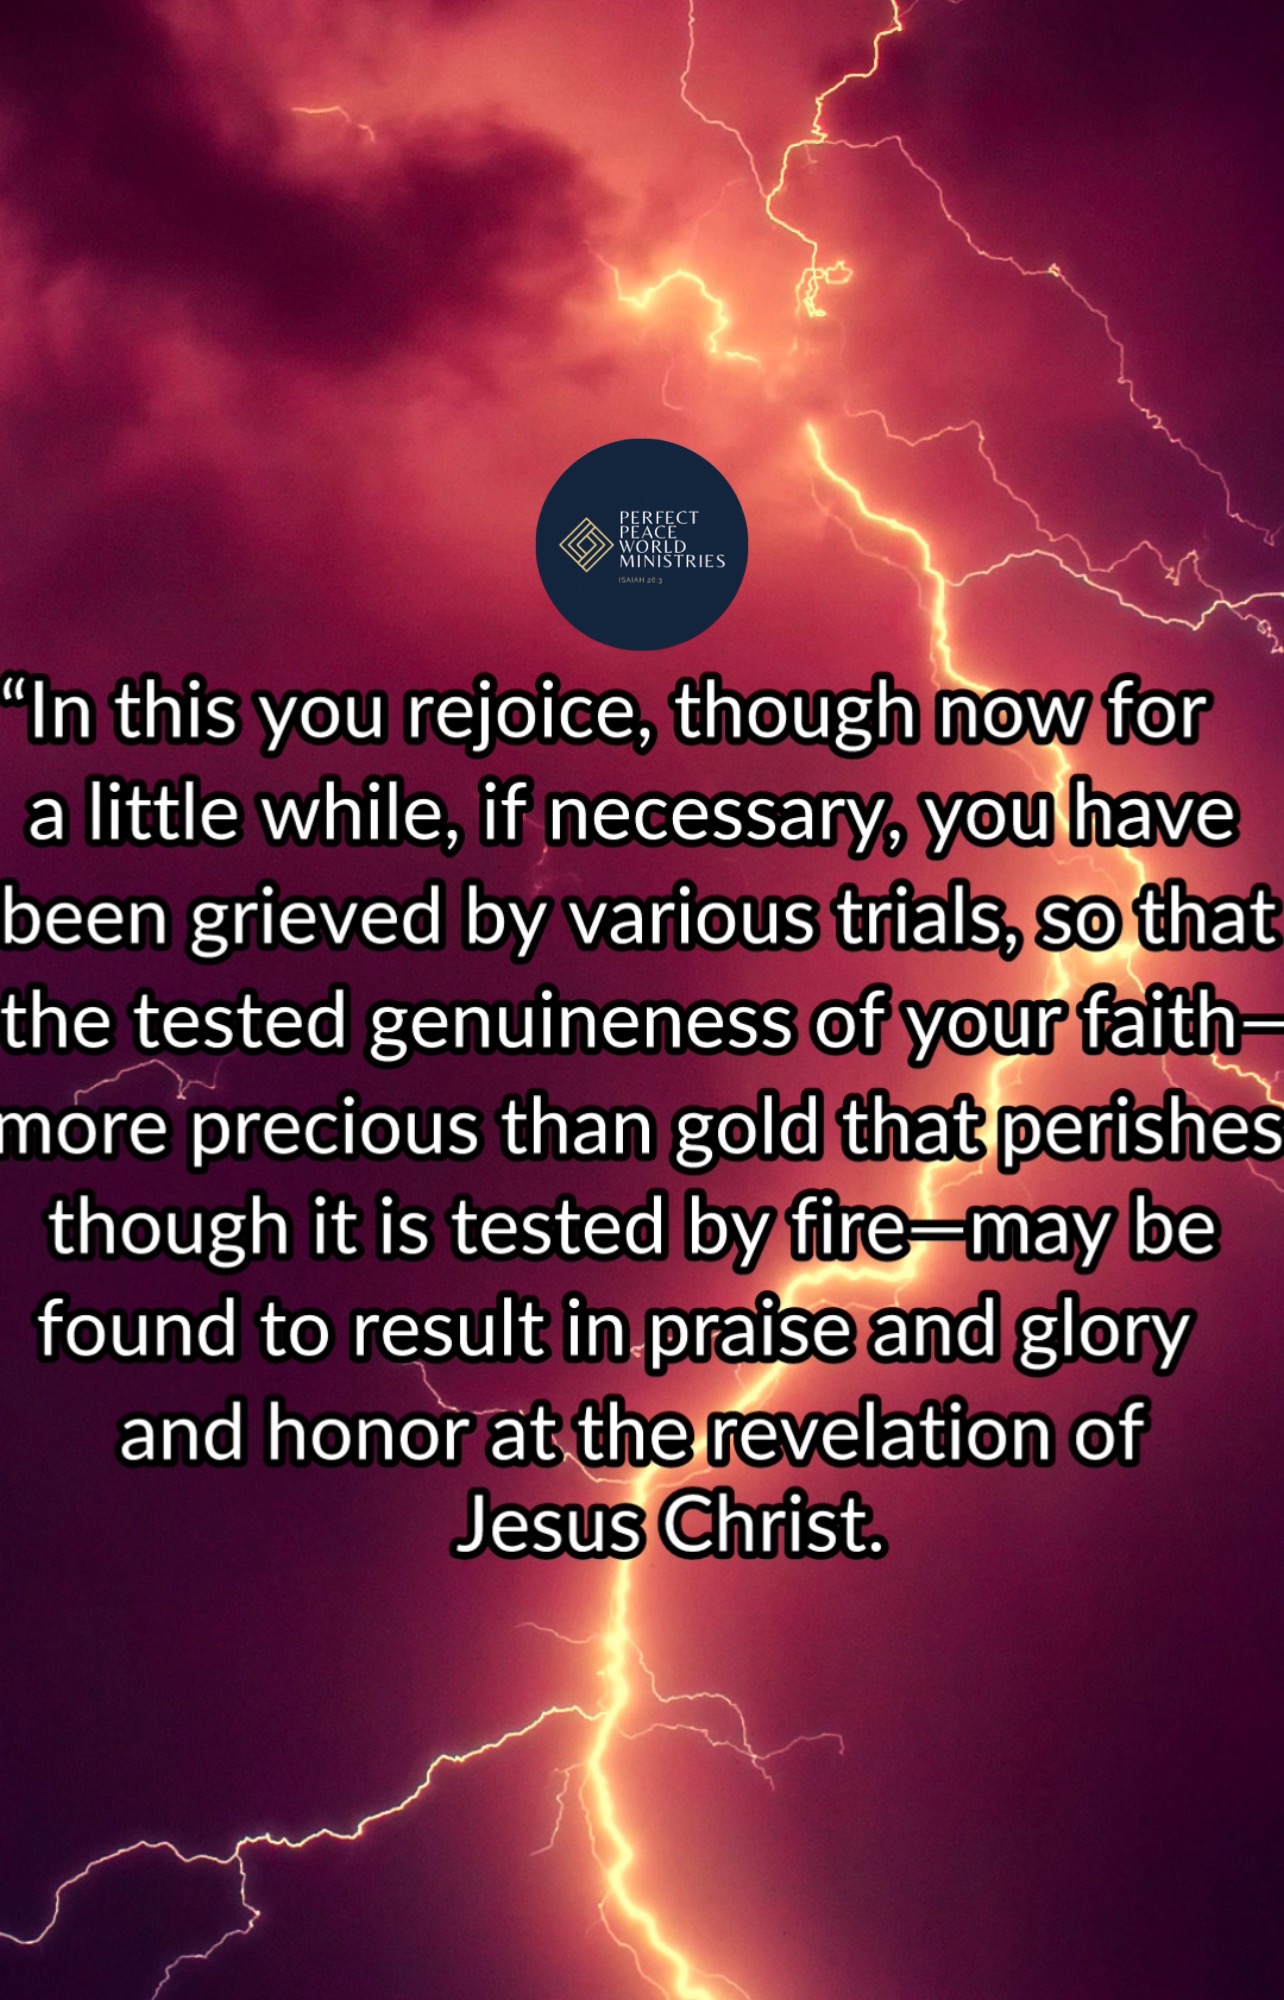 PERFECT
PEACE
WORLD
MINISTRIES
ISAIAH 26:3
“In this you rejoice, though now for
a little while, if necessary, you have
been grieved by various trials, so that
the tested genuineness of your faith—
more precious than gold that perishes
though it is tested by fire—may be
found to result in praise and glory
and honor at the revelation of
Jesus Christ.